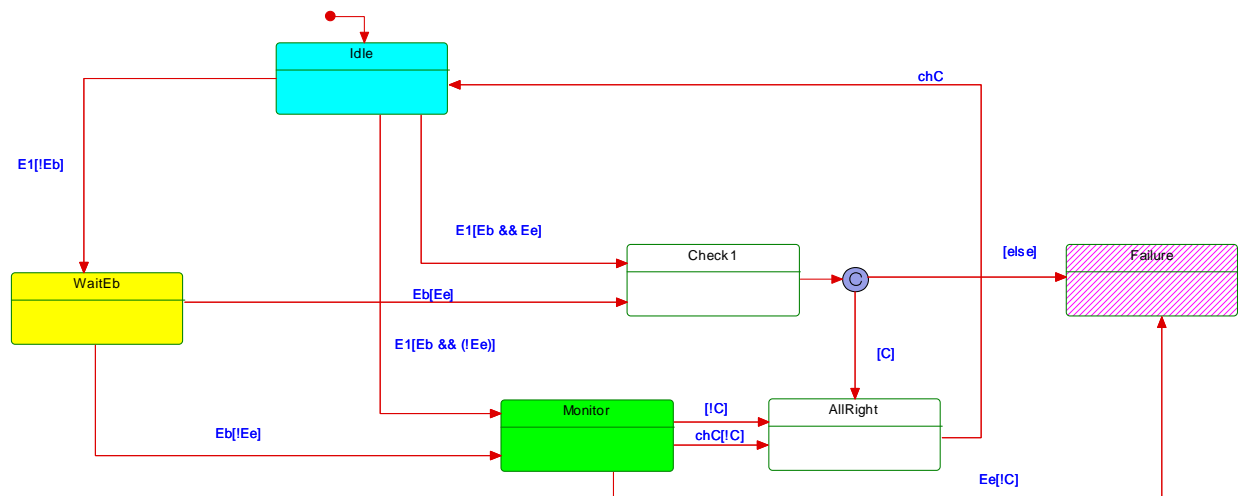 Idle
chC
E1[!Eb]
E1[Eb && Ee]
[else]
Check1
Failure
WaitEb
C
Eb[Ee]
E1[Eb && (!Ee)]
[C]
Monitor
[!C]
AllRight
Eb[!Ee]
chC[!C]
Ee[!C]